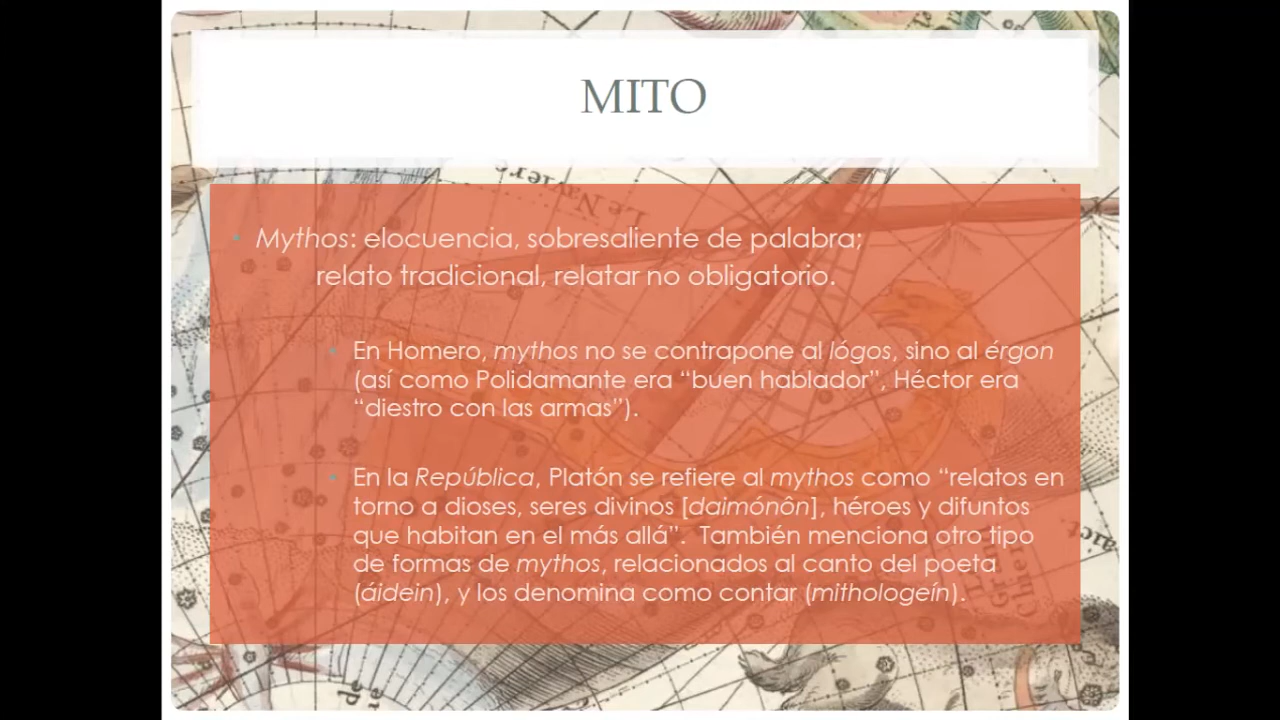 MITO
Le Navire
• Mythos: elocuencia, sobresaliente de palabra;
relato tradicional, relatar no obligatorio.
• En Homero, mythos no se contrapone al lógos, sino al érgon
(así como Polidamante era “buen hablador”, Héctor era
“diestro con las armas”).
• En la República, Platón se refiere al mythos como “relatos en
torno a dioses, seres divinos [daimónôn], héroes y difuntos
que habitan en el más allá”. También menciona otro tipo
de formas de mythos, relacionados al canto del poeta
(áidein), y los denomina como contar (mithologeín).
de